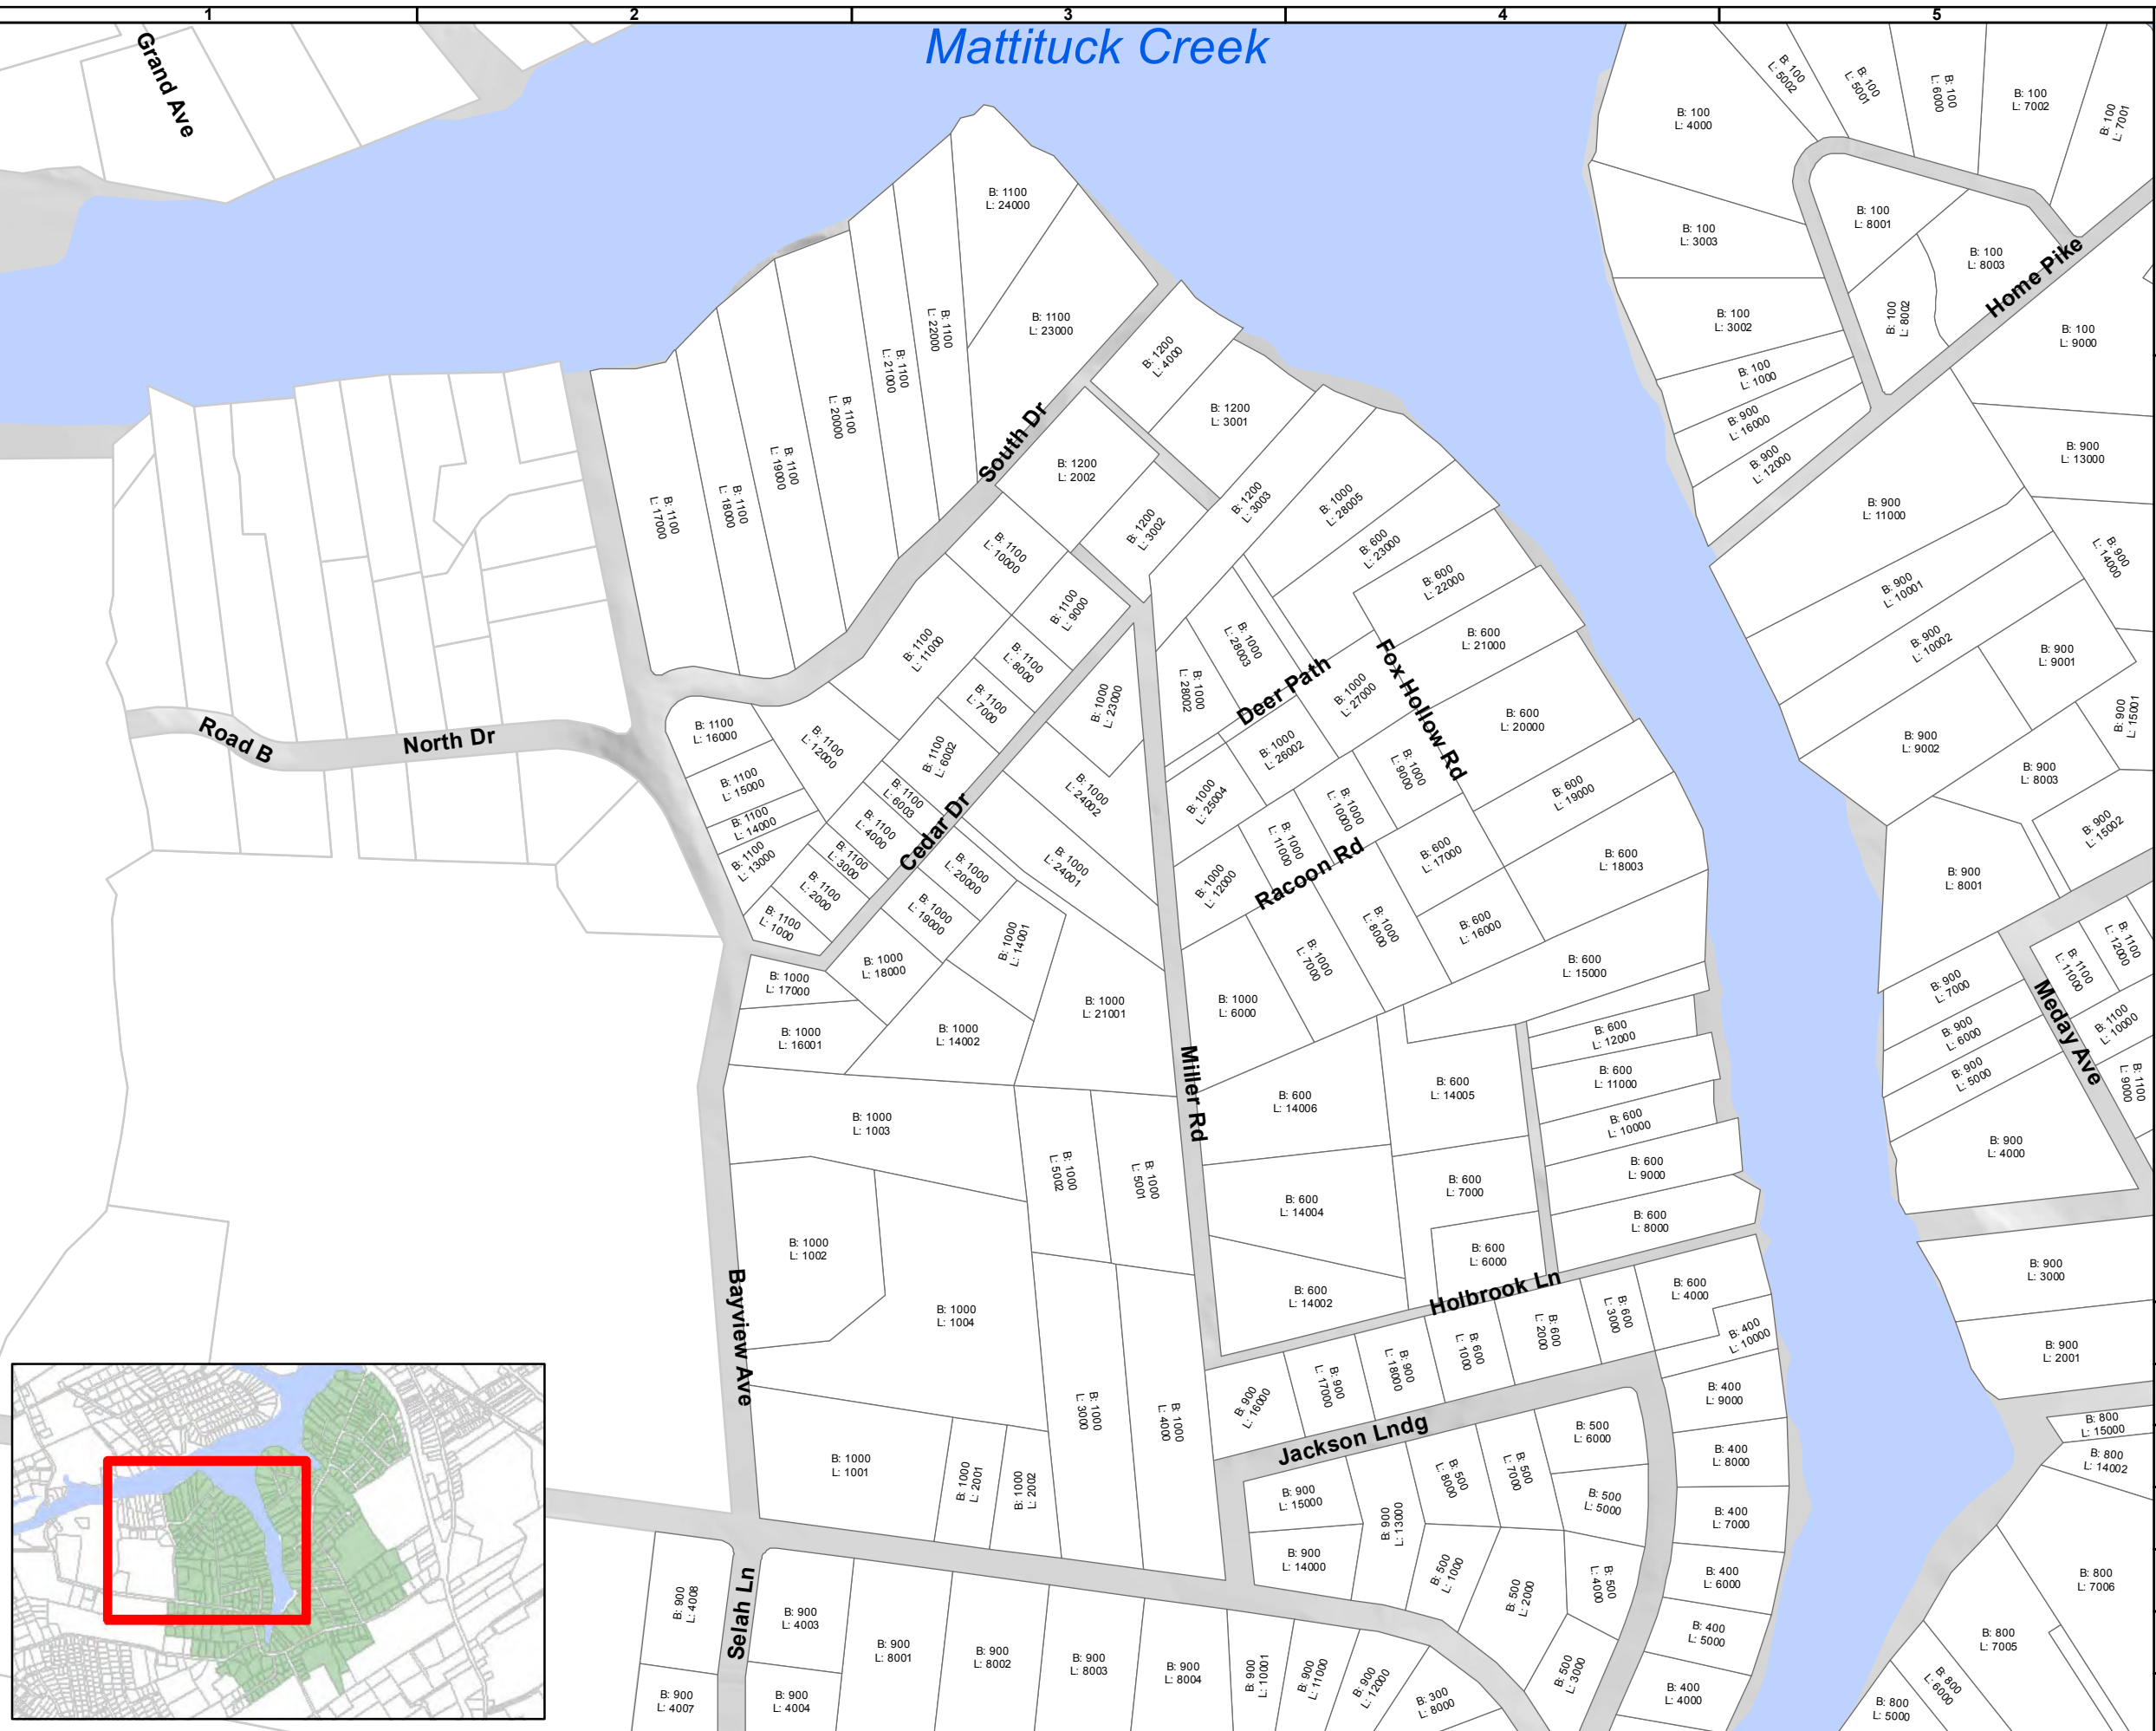 1
2
3
4
5
Mattituck Creek
Grand Ave
Road B
North Dr
South Dr
Cedar Dr
Deer Path
Fox Hollow Rd
Racoon Rd
Miller Rd
Bayview Ave
Holbrook Ln
Jackson Lndg
Selah Ln
Home Pike
Meday Ave
B: 1100
L: 24000
B: 1100
L: 23000
B: 1100
L: 22000
B: 1100
L: 21000
B: 1100
L: 20000
B: 1100
L: 19000
B: 1100
L: 18000
B: 1100
L: 17000
B: 1200
L: 4000
B: 1200
L: 3001
B: 1200
L: 2002
B: 1200
L: 3002
B: 1200
L: 3003
B: 1100
L: 10000
B: 1100
L: 9000
B: 1100
L: 11000
B: 1100
L: 8000
B: 1100
L: 7000
B: 1100
L: 6002
B: 1100
L: 6003
B: 1100
L: 4000
B: 1100
L: 3000
B: 1100
L: 2000
B: 1100
L: 1000
B: 1100
L: 16000
B: 1100
L: 12000
B: 1100
L: 15000
B: 1100
L: 14000
B: 1100
L: 13000
B: 1000
L: 28005
B: 600
L: 23000
B: 600
L: 22000
B: 600
L: 21000
B: 600
L: 20000
B: 600
L: 19000
B: 600
L: 18003
B: 600
L: 17000
B: 600
L: 16000
B: 600
L: 15000
B: 1000
L: 28003
B: 1000
L: 28002
B: 1000
L: 27000
B: 1000
L: 26002
B: 1000
L: 25004
B: 1000
L: 9000
B: 1000
L: 10000
B: 1000
L: 11000
B: 1000
L: 12000
B: 1000
L: 8000
B: 1000
L: 7000
B: 1000
L: 6000
B: 1000
L: 23000
B: 1000
L: 24002
B: 1000
L: 24001
B: 1000
L: 20000
B: 1000
L: 19000
B: 1000
L: 18000
B: 1000
L: 14001
B: 1000
L: 17000
B: 1000
L: 16001
B: 1000
L: 14002
B: 1000
L: 21001
B: 1000
L: 1003
B: 1000
L: 5002
B: 1000
L: 5001
B: 1000
L: 1002
B: 1000
L: 1004
B: 1000
L: 3000
B: 1000
L: 4000
B: 1000
L: 1001
B: 1000
L: 2001
B: 1000
L: 2002
B: 600
L: 12000
B: 600
L: 11000
B: 600
L: 10000
B: 600
L: 9000
B: 600
L: 8000
B: 600
L: 14006
B: 600
L: 14005
B: 600
L: 14004
B: 600
L: 7000
B: 600
L: 6000
B: 600
L: 14002
B: 600
L: 4000
B: 600
L: 3000
B: 600
L: 2000
B: 600
L: 1000
B: 900
L: 18000
B: 900
L: 17000
B: 900
L: 16000
B: 400
L: 10000
B: 400
L: 9000
B: 400
L: 8000
B: 400
L: 7000
B: 400
L: 6000
B: 400
L: 5000
B: 400
L: 4000
B: 500
L: 6000
B: 500
L: 5000
B: 500
L: 7000
B: 500
L: 8000
B: 900
L: 15000
B: 900
L: 14000
B: 900
L: 13000
B: 500
L: 1000
B: 500
L: 2000
B: 500
L: 4000
B: 500
L: 3000
B: 900
L: 4008
B: 900
L: 4007
B: 900
L: 4003
B: 900
L: 4004
B: 900
L: 8001
B: 900
L: 8002
B: 900
L: 8003
B: 900
L: 8004
B: 900
L: 10001
B: 900
L: 11000
B: 900
L: 12000
B: 300
L: 8000
B: 100
L: 4000
B: 100
L: 5002
B: 100
L: 5001
B: 100
L: 6000
B: 100
L: 7002
B: 100
L: 7001
B: 100
L: 3003
B: 100
L: 8001
B: 100
L: 8003
B: 100
L: 8002
B: 100
L: 3002
B: 100
L: 1000
B: 900
L: 16000
B: 900
L: 12000
B: 100
L: 9000
B: 900
L: 13000
B: 900
L: 11000
B: 900
L: 14000
B: 900
L: 10001
B: 900
L: 10002
B: 900
L: 9001
B: 900
L: 15001
B: 900
L: 9002
B: 900
L: 8003
B: 900
L: 15002
B: 900
L: 8001
B: 900
L: 7000
B: 900
L: 6000
B: 900
L: 5000
B: 900
L: 4000
B: 1100
L: 12000
B: 1100
L: 11000
B: 1100
L: 10000
B: 1100
L: 9000
B: 900
L: 3000
B: 900
L: 2001
B: 800
L: 15000
B: 800
L: 14002
B: 800
L: 7006
B: 800
L: 7005
B: 800
L: 6000
B: 800
L: 5000